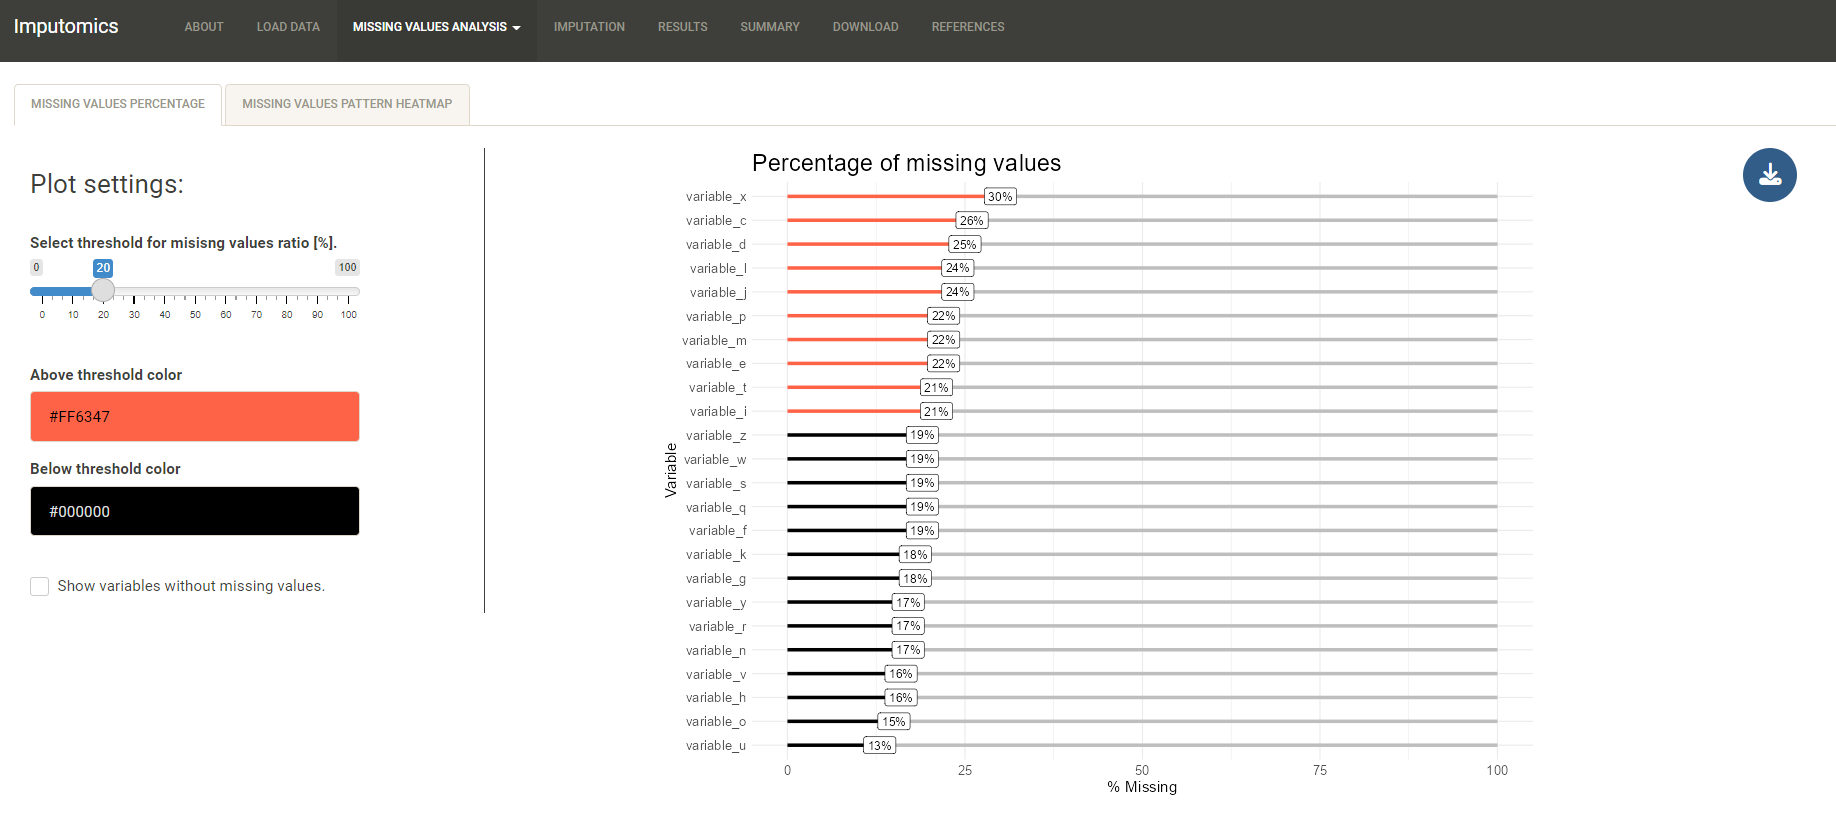 Imputomics
ABOUT
LOAD DATA
MISSING VALUES ANALYSIS
IMPUTATION
RESULTS
SUMMARY
DOWNLOAD
REFERENCES
MISSING VALUES PERCENTAGE
MISSING VALUES PATTERN HEATMAP
Plot settings:
Select threshold for misisng values ratio [%].
0 20 100
0 10 20 30 40 50 60 70 80 90 100
Above threshold color
#FF6347
Below threshold color
#000000
Show variables without missing values.
Percentage of missing values
Variable
variable_x 30%
variable_c 26%
variable_d 25%
variable_l 24%
variable_j 24%
variable_p 22%
variable_m 22%
variable_e 22%
variable_t 21%
variable_i 21%
variable_z 19%
variable_w 19%
variable_s 19%
variable_q 19%
variable_f 19%
variable_k 18%
variable_g 18%
variable_y 17%
variable_r 17%
variable_n 17%
variable_v 16%
variable_h 16%
variable_o 15%
variable_u 13%
0 25 50 75 100
% Missing